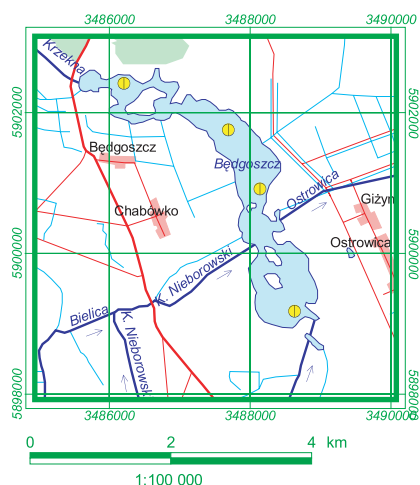 3486000 3488000 3490000
Krzekna
5902000 5902000
Będgoszcz
Będgoszcz
Ostrowica
Giżyn
Chabówko
Ostrowica
5900000 5900000
K. Nieborowski
Bielica
K. Nieborowsk
5898000 5898000
3486000 3488000 3490000
0 2 4 km
1:100 000